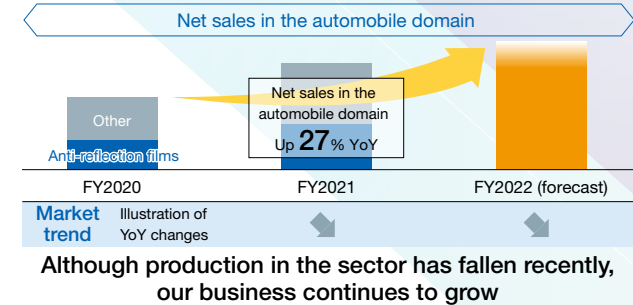 Net sales in the automobile domain
Net sales in the
automobile domain
Up 27% YoY
Other
Anti-reflection films
FY2020
FY2021
FY2022 (forecast)
Market
trend
Illustration of
YoY changes
Although production in the sector has fallen recently,
our business continues to grow